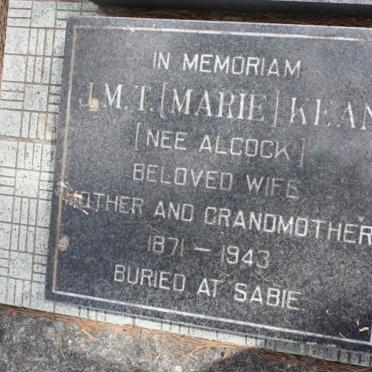 IN MEMORIAM
J.M.T. [MARIE] KEAN
[NEE ALCOCK]
BELOVED WIFE
MOTHER AND GRANDMOTHER
1871 — 1943
BURIED AT SABIE